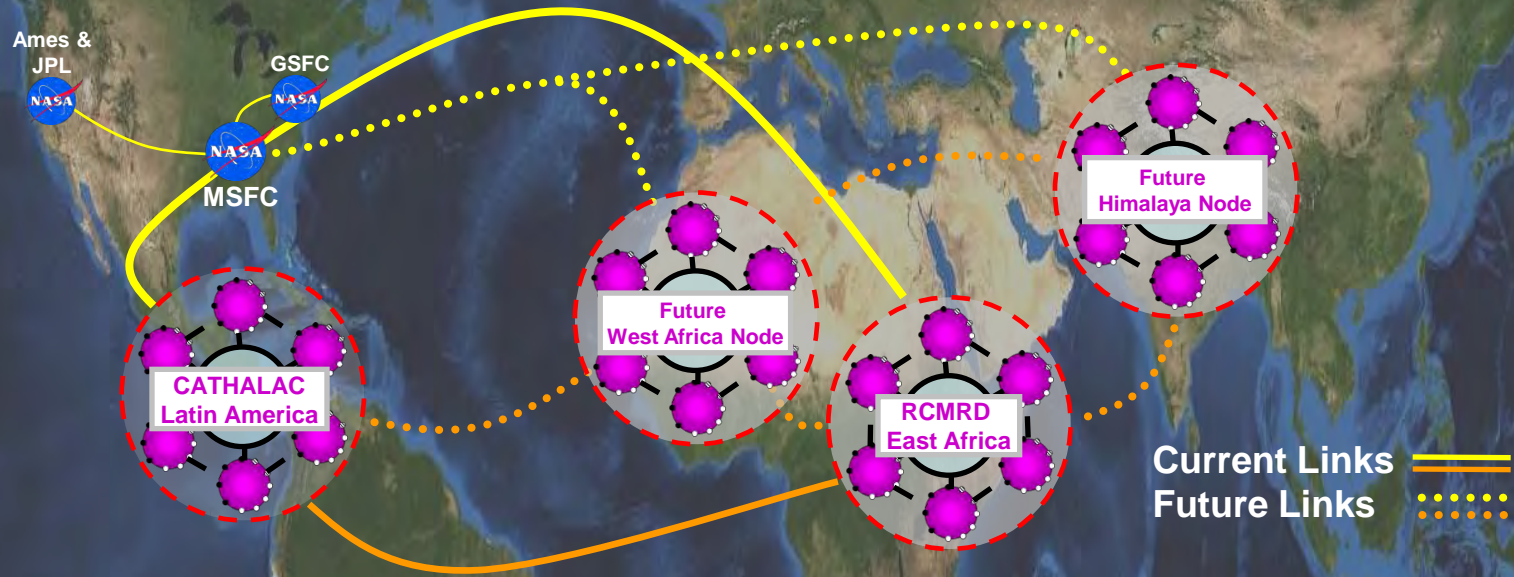 Ames &
JPL
NASA
GSFC
NASA
NASA
MSFC
Future
Himalaya Node
Future
West Africa Node
CATHALAC
Latin America
RCMRD
East Africa
Current Links
Future Links